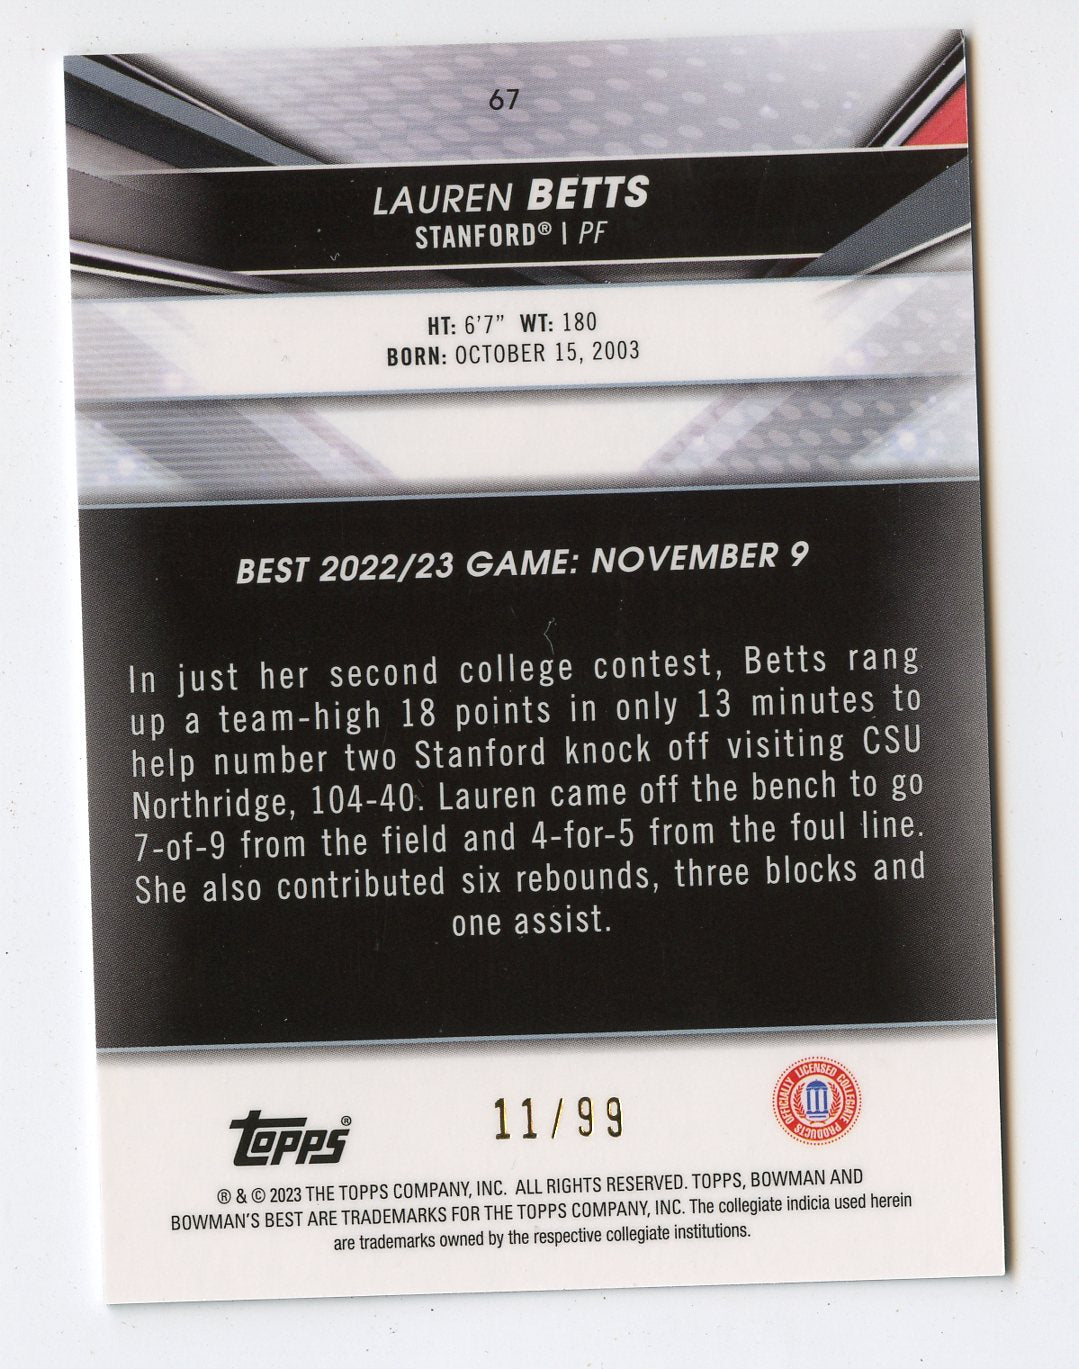 67
LAUREN BETTS
STANFORD® | PF
HT: 6'7" WT: 180
BORN: OCTOBER 15, 2003
BEST 2022/23 GAME: NOVEMBER 9
In just her second college contest, Betts rang
up a team-high 18 points in only 13 minutes to
help number two Stanford knock off visiting CSU
Northridge, 104-40. Lauren came off the bench to go
7-of-9 from the field and 4-for-5 from the foul line.
She also contributed six rebounds, three blocks and
one assist.
topps®
11/99
OFFICIALLY LICENSED COLLEGIATE PRODUCTS
® & © 2023 THE TOPPS COMPANY, INC. ALL RIGHTS RESERVED. TOPPS, BOWMAN AND
BOWMAN'S BEST ARE TRADEMARKS FOR THE TOPPS COMPANY, INC. The collegiate indicia used herein
are trademarks owned by the respective collegiate institutions.